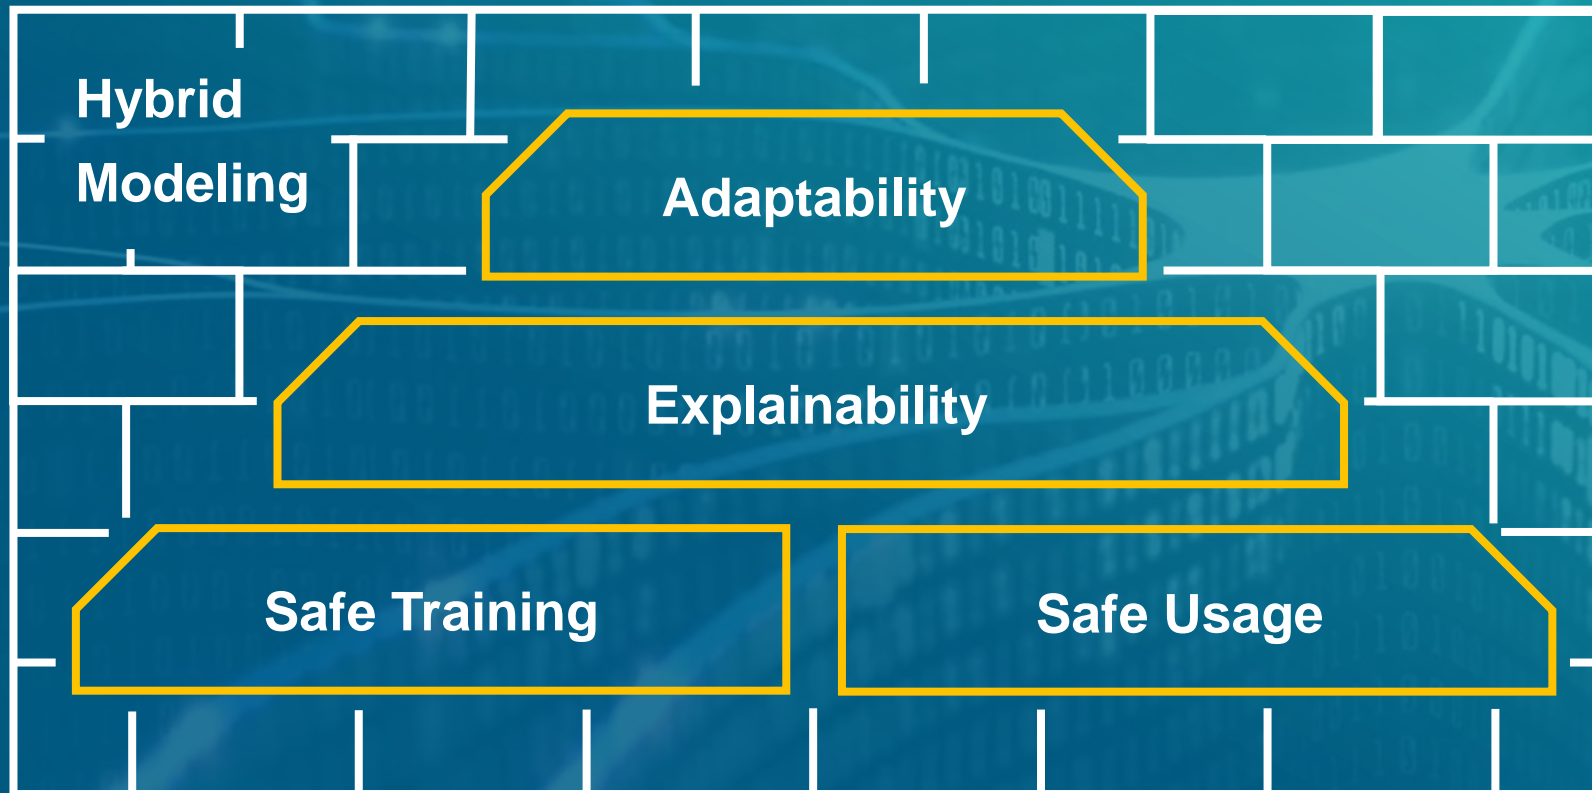 Hybrid
Modeling
Adaptability
Explainability
Safe Training
Safe Usage